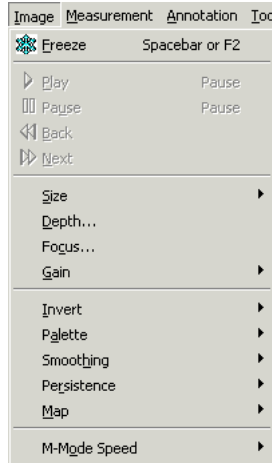 Image Measurement Annotation Too
Freeze Spacebar or F2
Play Pause
Pause Pause
Back
Next
Size
Depth...
Focus...
Gain
Invert
Palette
Smoothing
Persistence
Map
M-Mode Speed